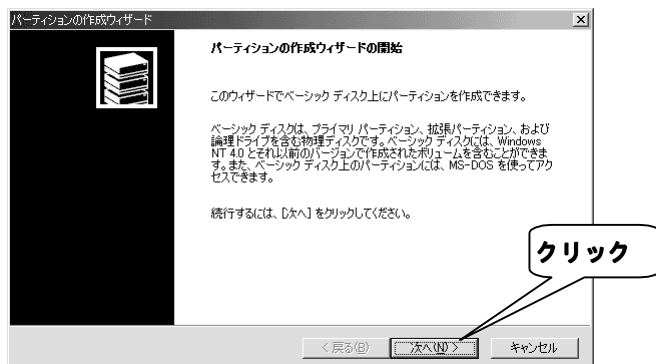 パーティションの作成ウィザード
パーティションの作成ウィザードの開始
このウィザードでベーシック ディスク上にパーティションを作成できます。
ベーシック ディスクは、プライマリ パーティション、拡張パーティション、および
論理ドライブを含む物理ディスクです。ベーシック ディスクには、Windows
NT 4.0 とそれ以前のバージョンで作成されたボリュームを含むことができま
す。また、ベーシック ディスク上のパーティションには、MS-DOS を使ってアク
セスできます。
続行するには、[次へ] をクリックしてください。
クリック
< 戻る(B)
次へ(N) >
キャンセル